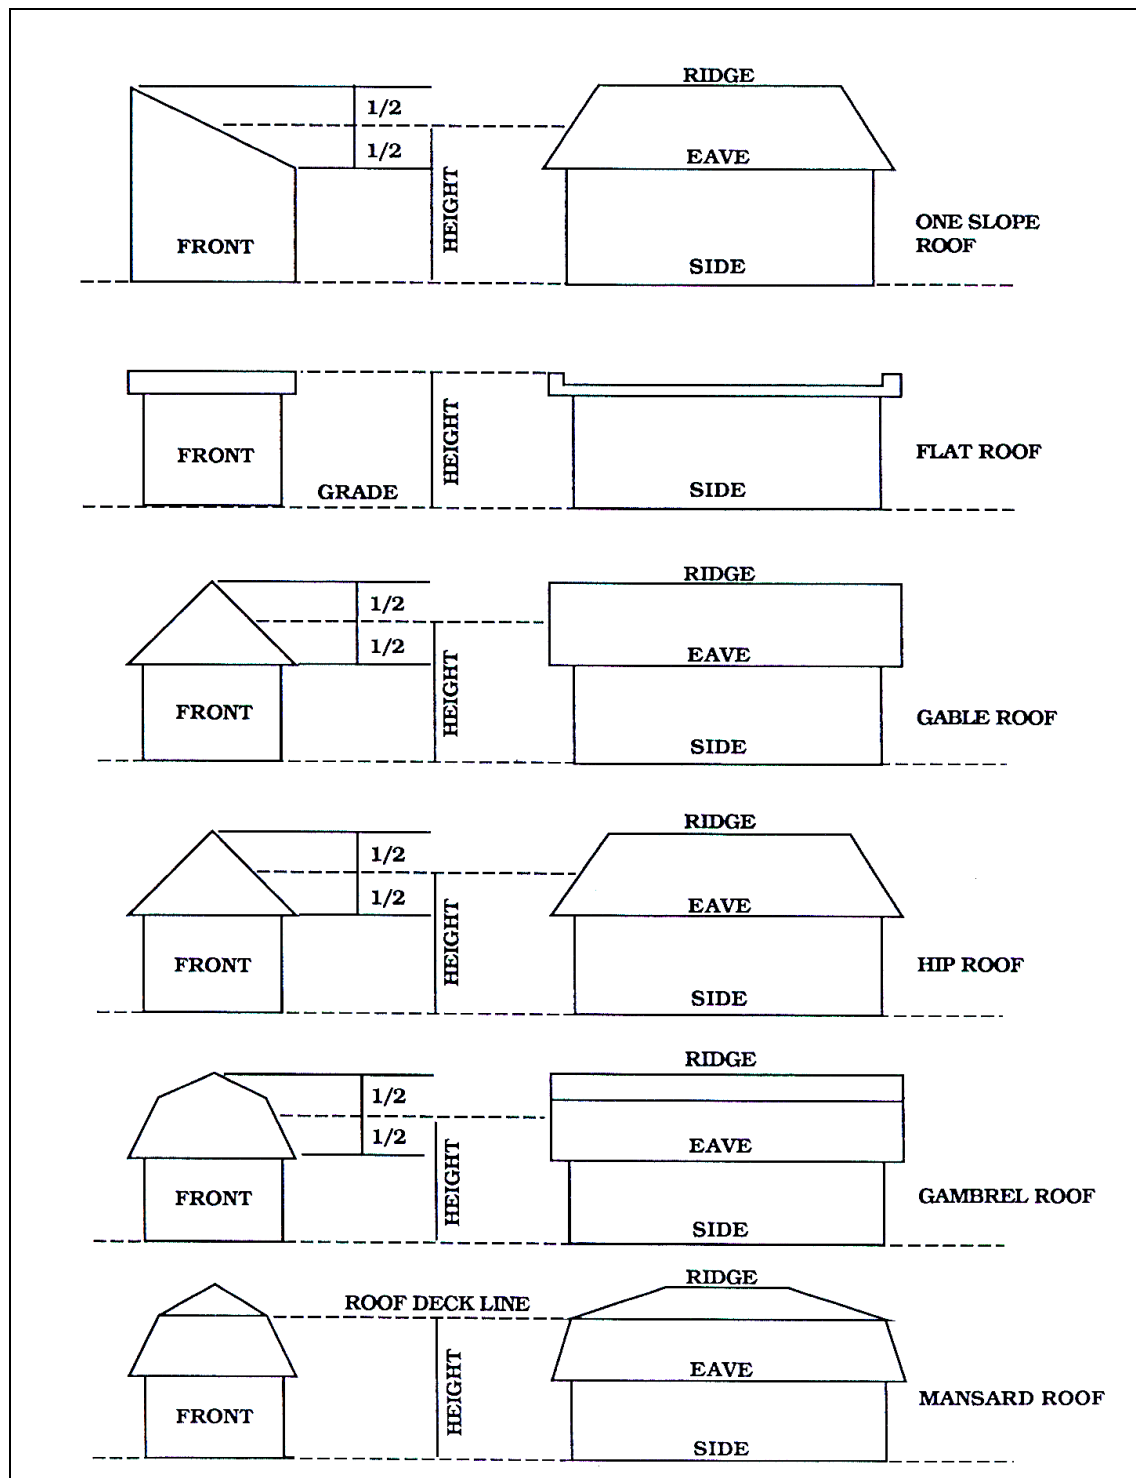 RIDGE
1/2
1/2
HEIGHT
EAVE
FRONT
SIDE
ONE SLOPE
ROOF
HEIGHT
FRONT
GRADE
SIDE
FLAT ROOF
RIDGE
1/2
1/2
HEIGHT
EAVE
FRONT
SIDE
GABLE ROOF
RIDGE
1/2
1/2
HEIGHT
EAVE
FRONT
SIDE
HIP ROOF
RIDGE
1/2
1/2
HEIGHT
EAVE
FRONT
SIDE
GAMBREL ROOF
RIDGE
ROOF DECK LINE
HEIGHT
EAVE
FRONT
SIDE
MANSARD ROOF